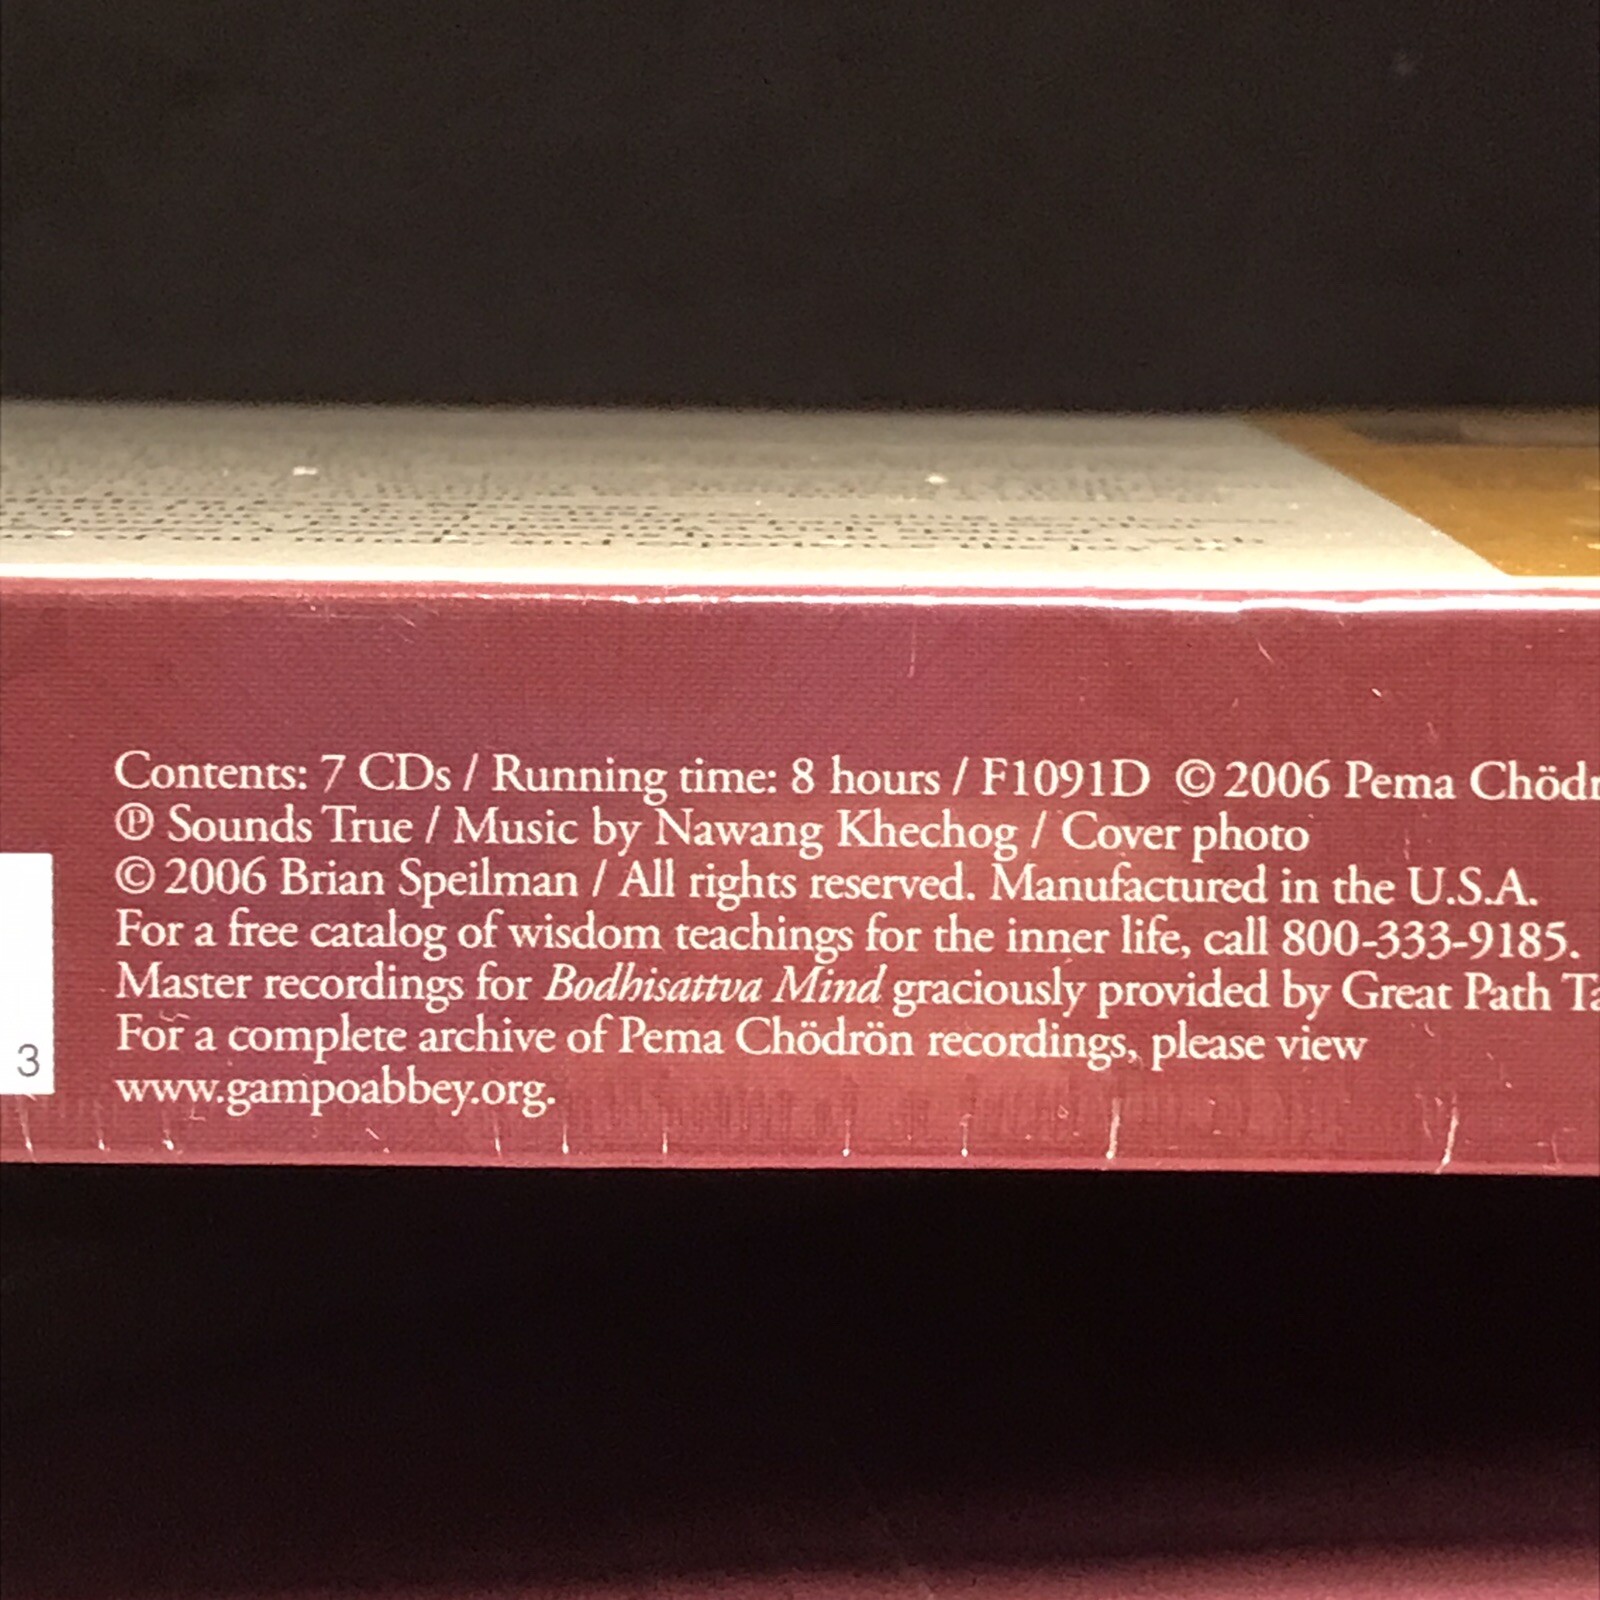 Contents: 7 CDs / Running time: 8 hours / F1091D © 2006 Pema Chödr
℗ Sounds True / Music by Nawang Khechog / Cover photo
© 2006 Brian Speilman / All rights reserved. Manufactured in the U.S.A.
For a free catalog of wisdom teachings for the inner life, call 800-333-9185.
Master recordings for Bodhisattva Mind graciously provided by Great Path Ta
For a complete archive of Pema Chödrön recordings, please view
www.gampoabbey.org.
3